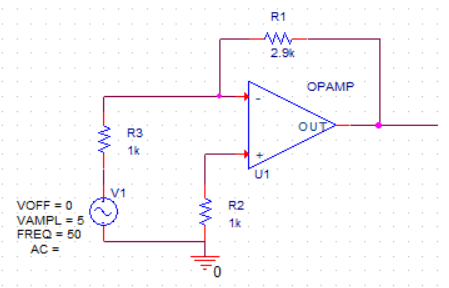 R1
2.9k
OPAMP
-
OUT
+
U1
R3
1k
V1
VOFF = 0
VAMPL = 5
FREQ = 50
AC =
R2
1k
0